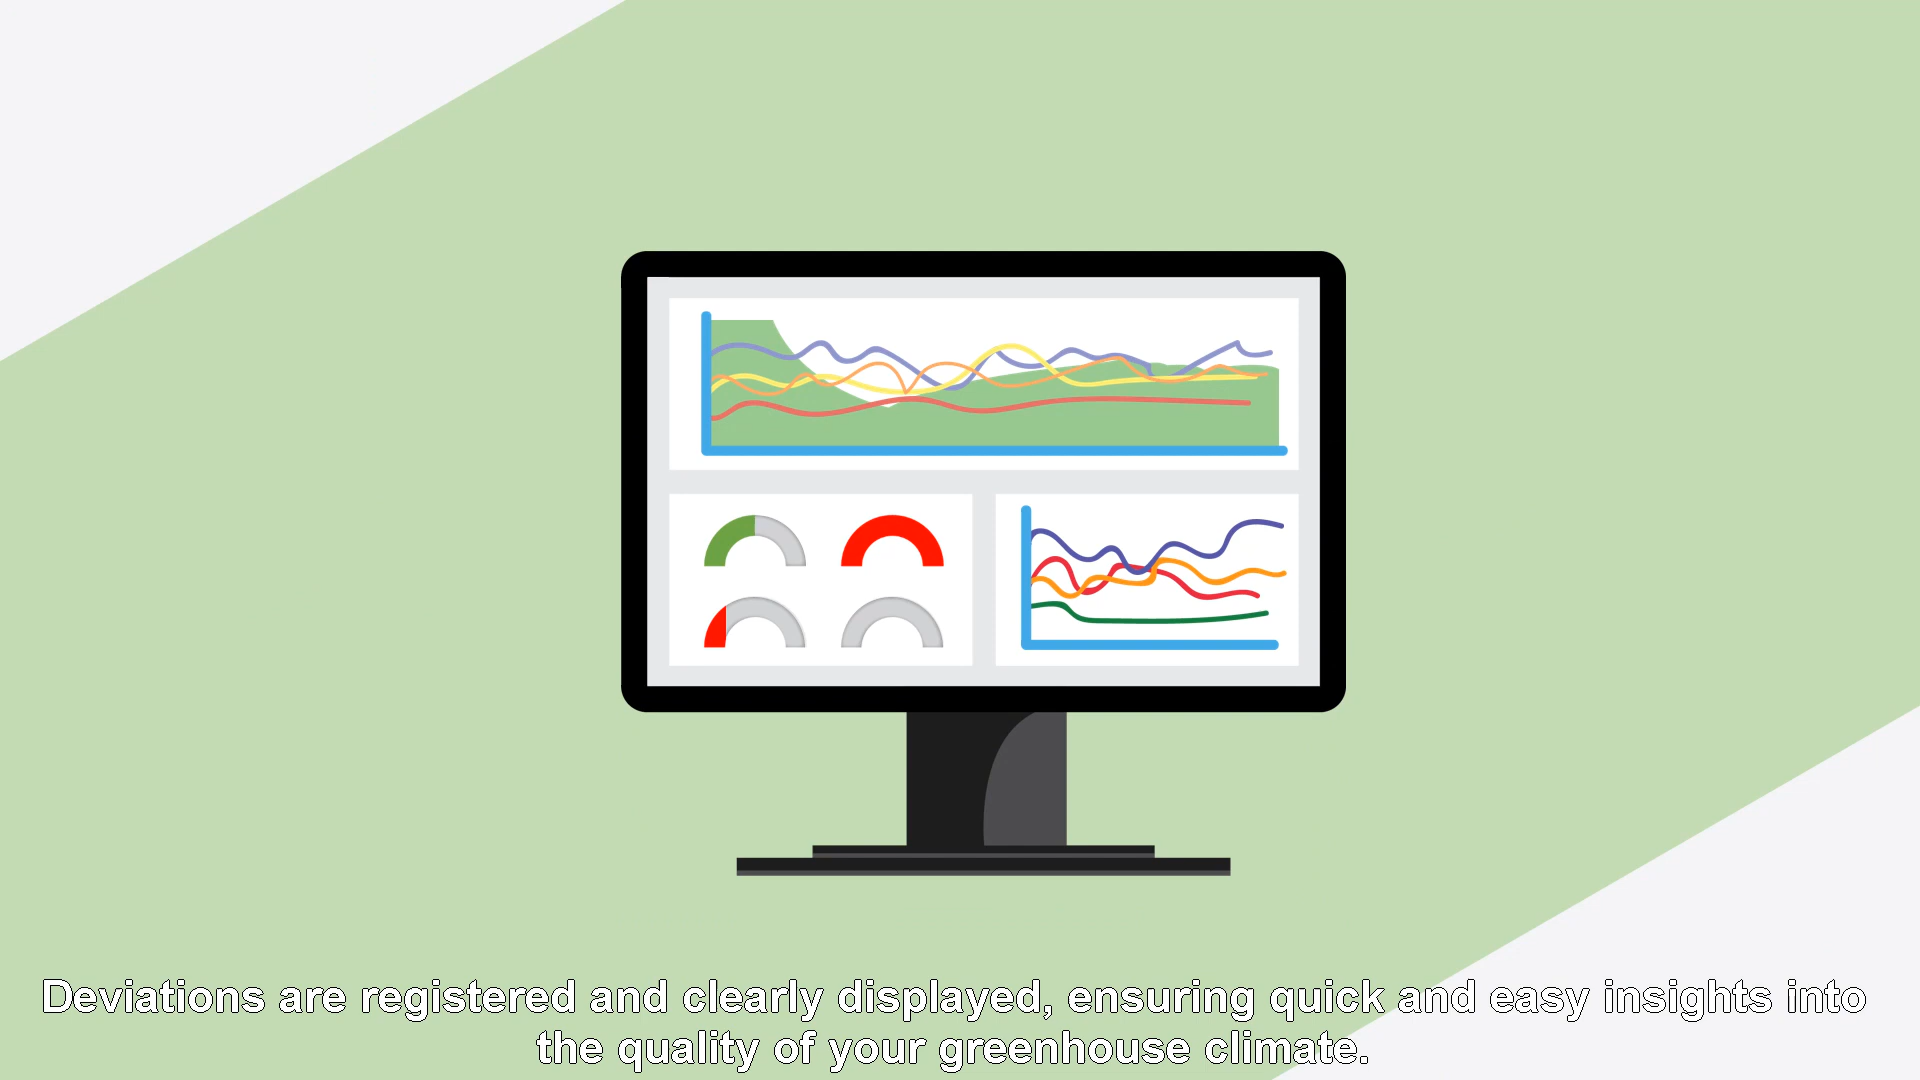 Deviations are registered and clearly displayed, ensuring quick and easy insights into
the quality of your greenhouse climate.